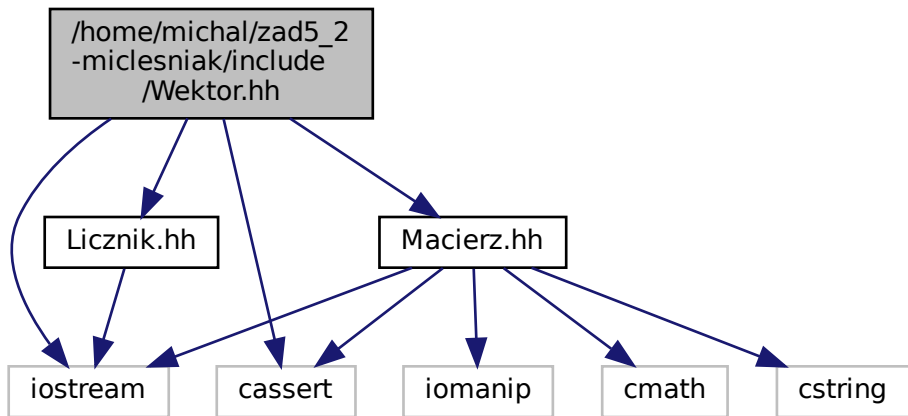 /home/michal/zad5_2
-miclesniak/include
/Wektor.hh
Licznik.hh
Macierz.hh
iostream
cassert
iomanip
cmath
cstring